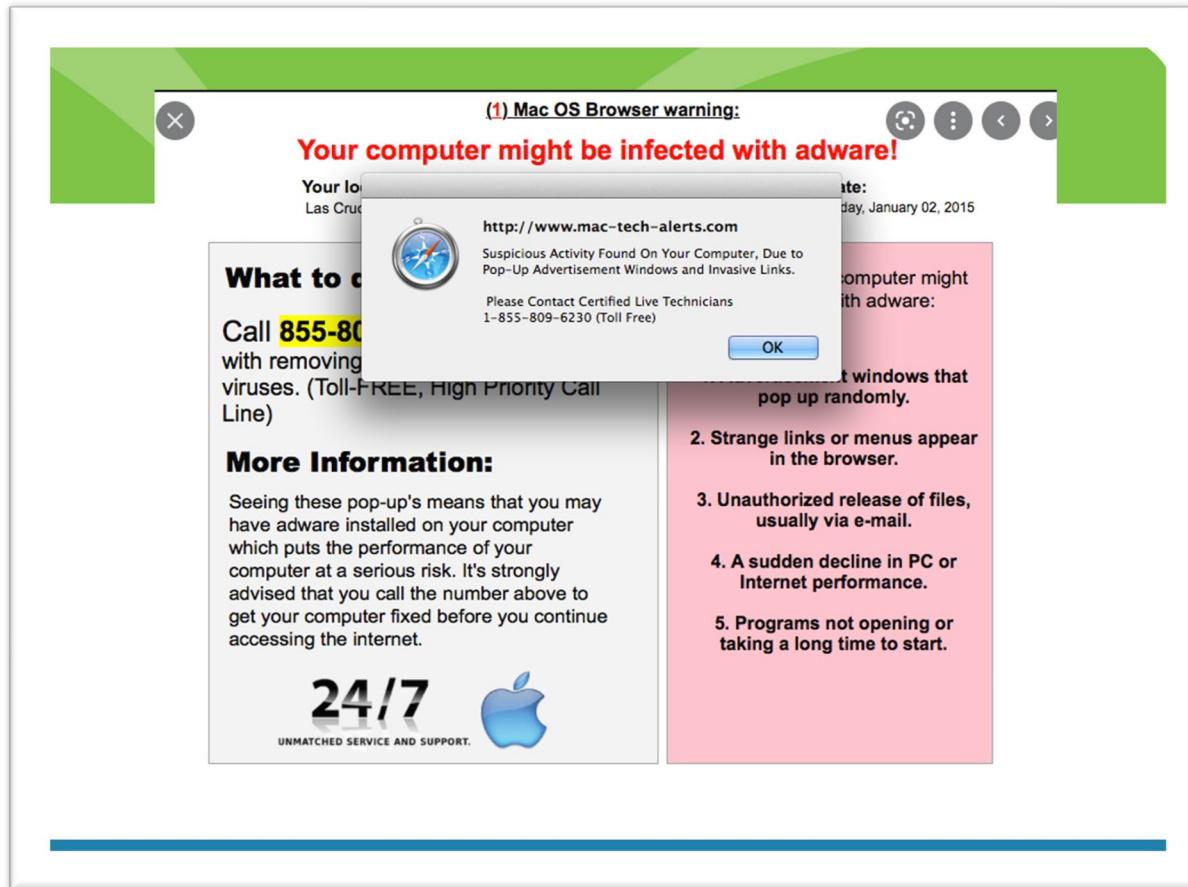 (1) Mac OS Browser warning:
Your computer might be infected with adware!
Your
Las
day, January 02, 2015
http://www.mac-tech-alerts.com
Suspicious Activity Found On Your Computer, Due to
Pop-Up Advertisement Windows and Invasive Links.
Please Contact Certified Live Technicians
1-855-809-6230 (Toll Free)
OK
What to
Call 855-80
with removing
viruses. (Toll-FREE, High Priority Call
Line)
More Information:
Seeing these pop-up's means that you may
have adware installed on your computer
which puts the performance of your
computer at a serious risk. It's strongly
advised that you call the number above to
get your computer fixed before you continue
accessing the internet.
24/7
UNMATCHED SERVICE AND SUPPORT.
computer might
ith adware:
windows that
pop up randomly.
2. Strange links or menus appear
in the browser.
3. Unauthorized release of files,
usually via e-mail.
4. A sudden decline in PC or
Internet performance.
5. Programs not opening or
taking a long time to start.